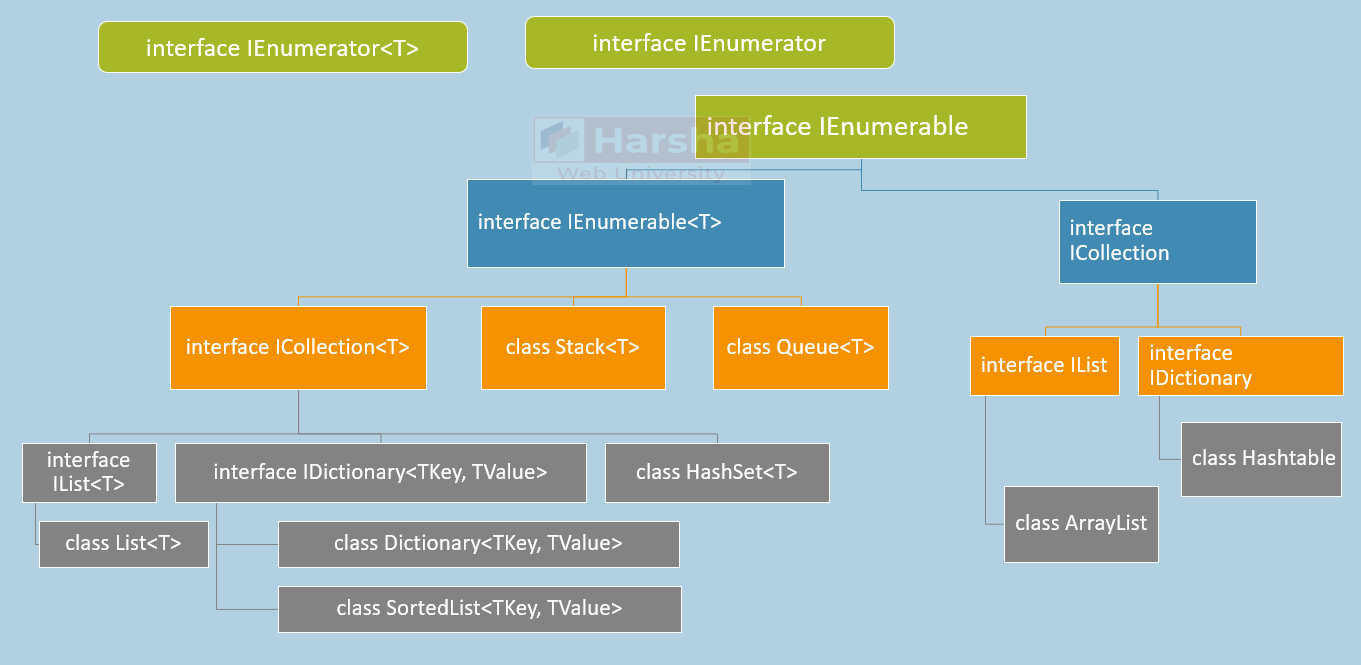 interface IEnumerator<T>
interface IEnumerator
interface IEnumerable
Harsha
Web University
interface IEnumerable<T>
interface
ICollection
interface ICollection<T>
class Stack<T>
class Queue<T>
interface IList
interface
IDictionary
interface
IList<T>
interface IDictionary<TKey, TValue>
class HashSet<T>
class Hashtable
class List<T>
class Dictionary<TKey, TValue>
class ArrayList
class SortedList<TKey, TValue>